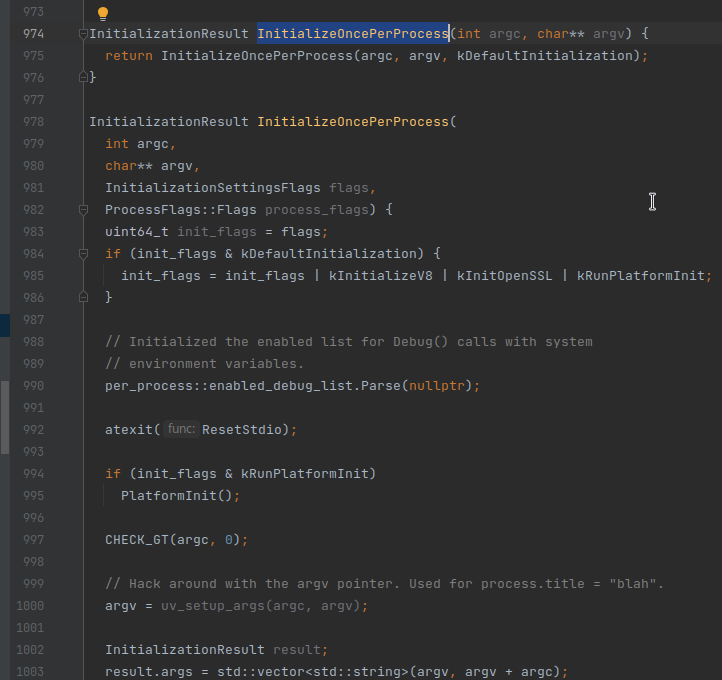 973
974 InitializationResult InitializeOncePerProcess(int argc, char** argv) {
975 return InitializeOncePerProcess(argc, argv, kDefaultInitialization);
976 }
977
978 InitializationResult InitializeOncePerProcess(
979 int argc,
980 char** argv,
981 InitializationSettingsFlags flags,
982 ProcessFlags::Flags process_flags) {
983 uint64_t init_flags = flags;
984 if (init_flags & kDefaultInitialization) {
985 init_flags = init_flags | kInitializeV8 | kInitOpenSSL | kRunPlatformInit;
986 }
987
988 // Initialized the enabled list for Debug() calls with system
989 // environment variables.
990 per_process::enabled_debug_list.Parse(nullptr);
991
992 atexit( func: ResetStdio);
993
994 if (init_flags & kRunPlatformInit)
995 PlatformInit();
996
997 CHECK_GT(argc, 0);
998
999 // Hack around with the argv pointer. Used for process.title = "blah".
1000 argv = uv_setup_args(argc, argv);
1001
1002 InitializationResult result;
1003 result.args = std::vector<std::string>(argv, argv + argc);